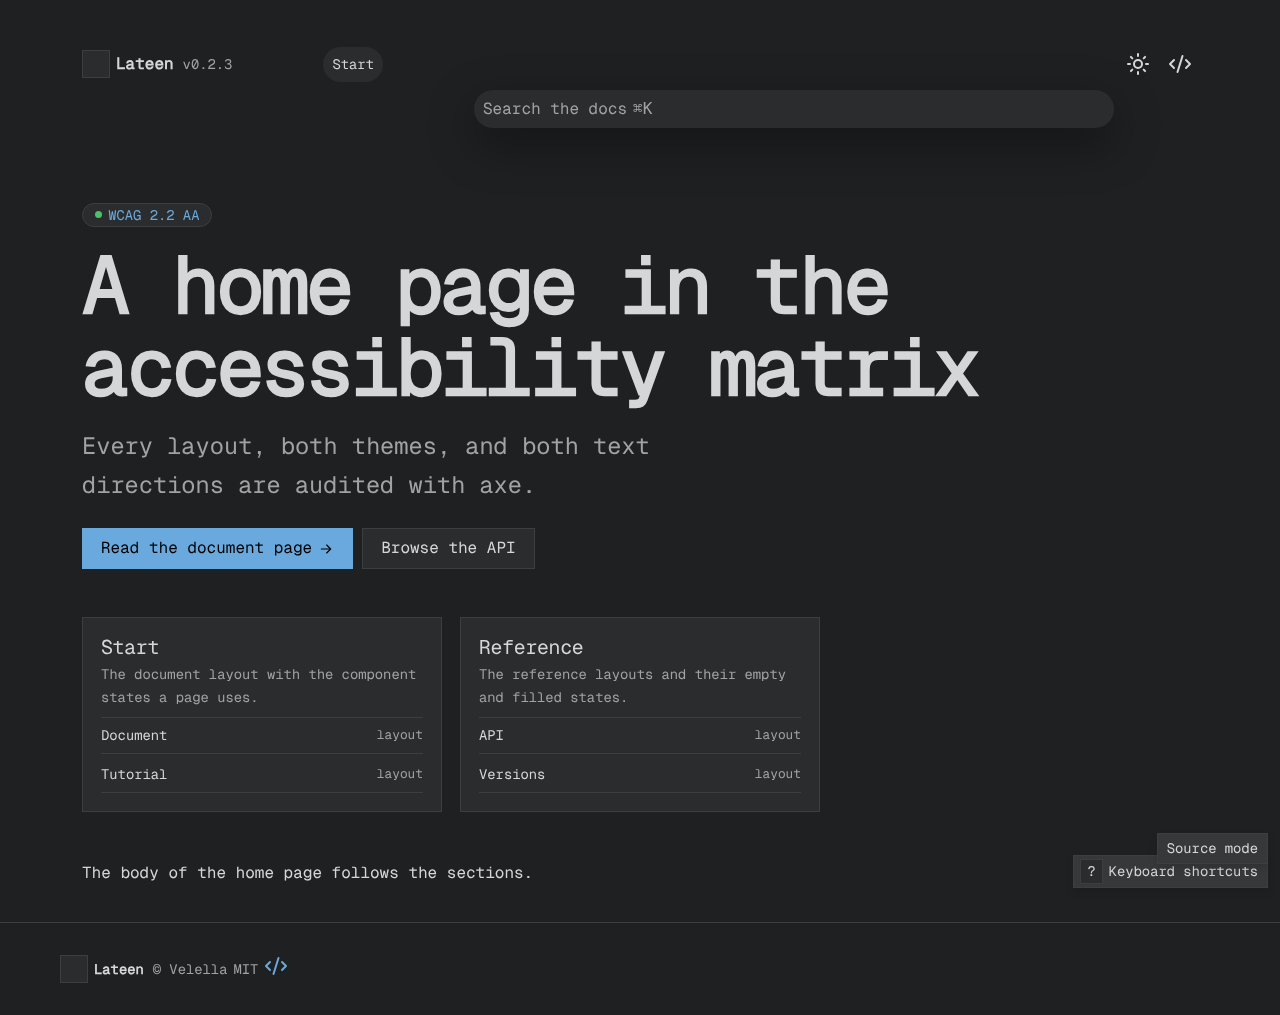 Lateen v0.2.3
Start
Search the docs ⌘K
WCAG 2.2 AA
A home page in the
accessibility matrix
Every layout, both themes, and both text
directions are audited with axe.
Read the document page →
Browse the API
Start
The document layout with the component
states a page uses.
Document layout
Tutorial layout
Reference
The reference layouts and their empty
and filled states.
API layout
Versions layout
The body of the home page follows the sections.
Source mode
? Keyboard shortcuts
Lateen © Velella MIT